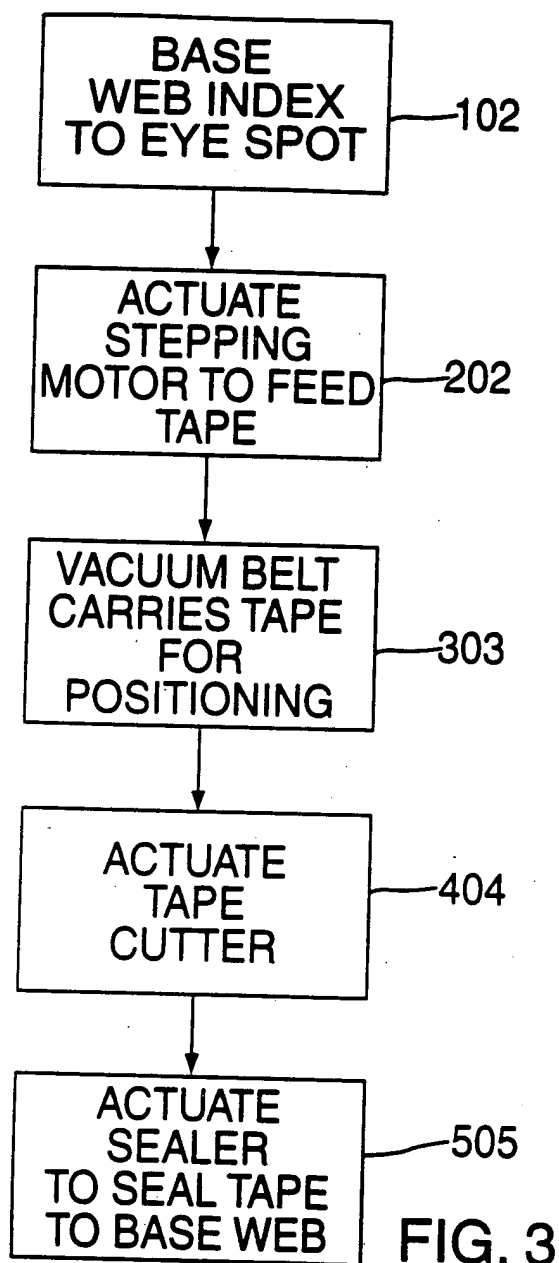 BASE
WEB INDEX
TO EYE SPOT
102
ACTUATE
STEPPING
MOTOR TO FEED
TAPE
202
VACUUM BELT
CARRIES TAPE
FOR
POSITIONING
303
ACTUATE
TAPE
CUTTER
404
ACTUATE
SEALER
TO SEAL TAPE
TO BASE WEB
505
FIG. 3